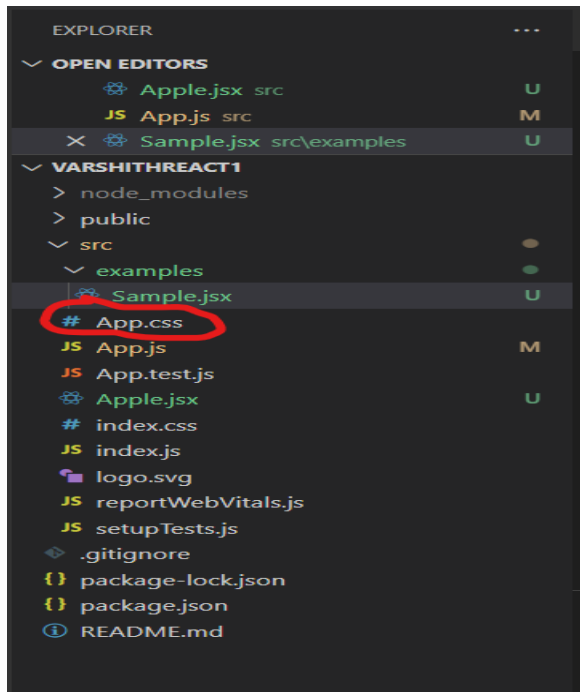 EXPLORER ...
OPEN EDITORS
Apple.jsx src U
JS App.js src M
Sample.jsx src\examples U
VARSHITHREACT1
node_modules
public
src
examples
Sample.jsx U
# App.css
JS App.js M
JS App.test.js
Apple.jsx U
# index.css
JS index.js
logo.svg
JS reportWebVitals.js
JS setupTests.js
.gitignore
{} package-lock.json
{} package.json
README.md